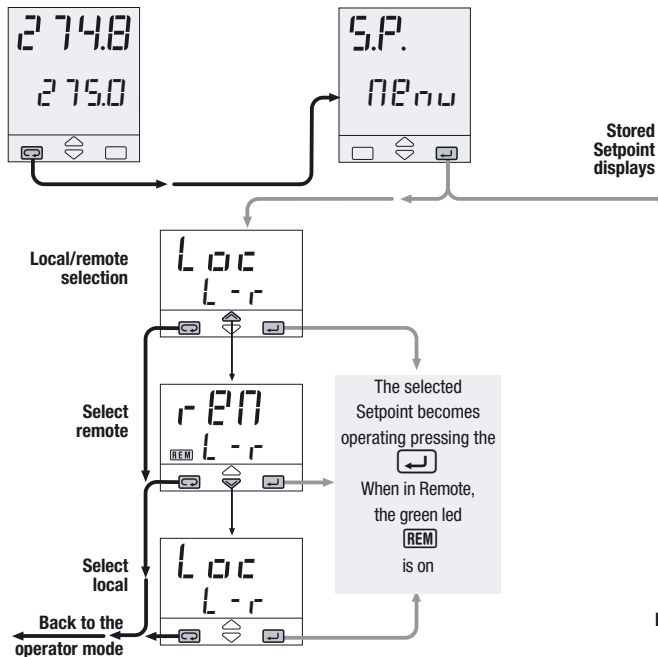 274.8
275.0
S.P.
MEnu
Stored
Setpoint
displays
Local/remote
selection
Loc
L-r
Select
remote
rEM
REM L-r
The selected
Setpoint becomes
operating pressing the
When in Remote,
the green led
REM
is on
Select
local
Loc
L-r
Back to the
operator mode